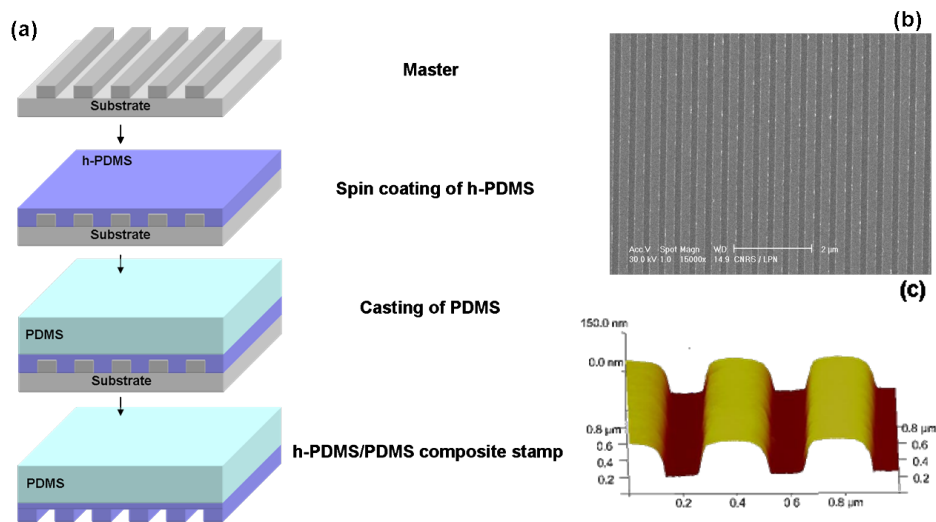 (a)
Substrate
Master
h-PDMS
Substrate
Spin coating of h-PDMS
PDMS
Substrate
Casting of PDMS
PDMS
h-PDMS/PDMS composite stamp
(b)
Acc.V Spot Magn WD 2 µm
30.0 kV 1.0 15000x 14.9 CNRS / LPN
(c)
150.0 nm
0.0 nm
0.8 µm
0.6
0.4
0.2
0.8 µm
0.6
0.4
0.2
0.2 0.4 0.6 0.8 µm